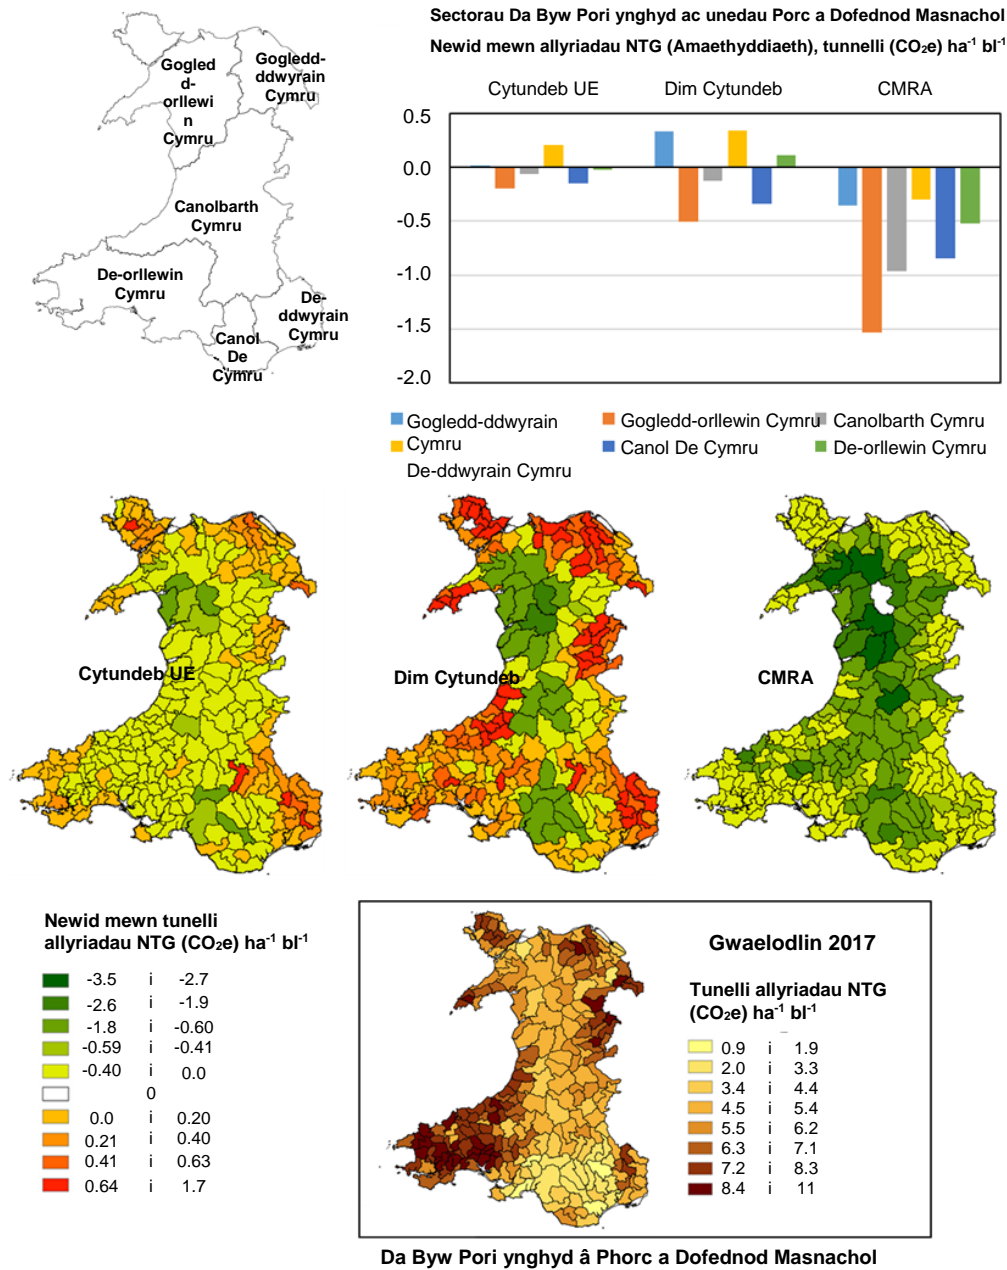 Sectorau Da Byw Pori ynghyd ac unedau Porc a Dofednod Masnachol
Newid mewn allyriadau NTG (Amaethyddiaeth), tunnelli (CO₂e) ha⁻¹ bl⁻¹
Gogled
d-
orllewi
n
Cymru
Gogledd-
ddwyrain
Cymru
Canolbarth
Cymru
De-orllewin
Cymru
De-
ddwyrain
Cymru
Canol
De
Cymru
Cytundeb UE Dim Cytundeb CMRA
0.5
0.0
-0.5
-1.0
-1.5
-2.0
Gogledd-ddwyrain Gogledd-orllewin Cymru Canolbarth Cymru
Cymru Canol De Cymru De-orllewin Cymru
De-ddwyrain Cymru
Cytundeb UE
Dim Cytundeb
CMRA
Newid mewn tunelli
allyriadau NTG (CO₂e) ha⁻¹ bl⁻¹
-3.5 i -2.7
-2.6 i -1.9
-1.8 i -0.60
-0.59 i -0.41
-0.40 i 0.0
0
0.0 i 0.20
0.21 i 0.40
0.41 i 0.63
0.64 i 1.7
Gwaelodlin 2017
Tunelli allyriadau NTG
(CO₂e) ha⁻¹ bl⁻¹
0.9 i 1.9
2.0 i 3.3
3.4 i 4.4
4.5 i 5.4
5.5 i 6.2
6.3 i 7.1
7.2 i 8.3
8.4 i 11
Da Byw Pori ynghyd â Phorc a Dofednod Masnachol